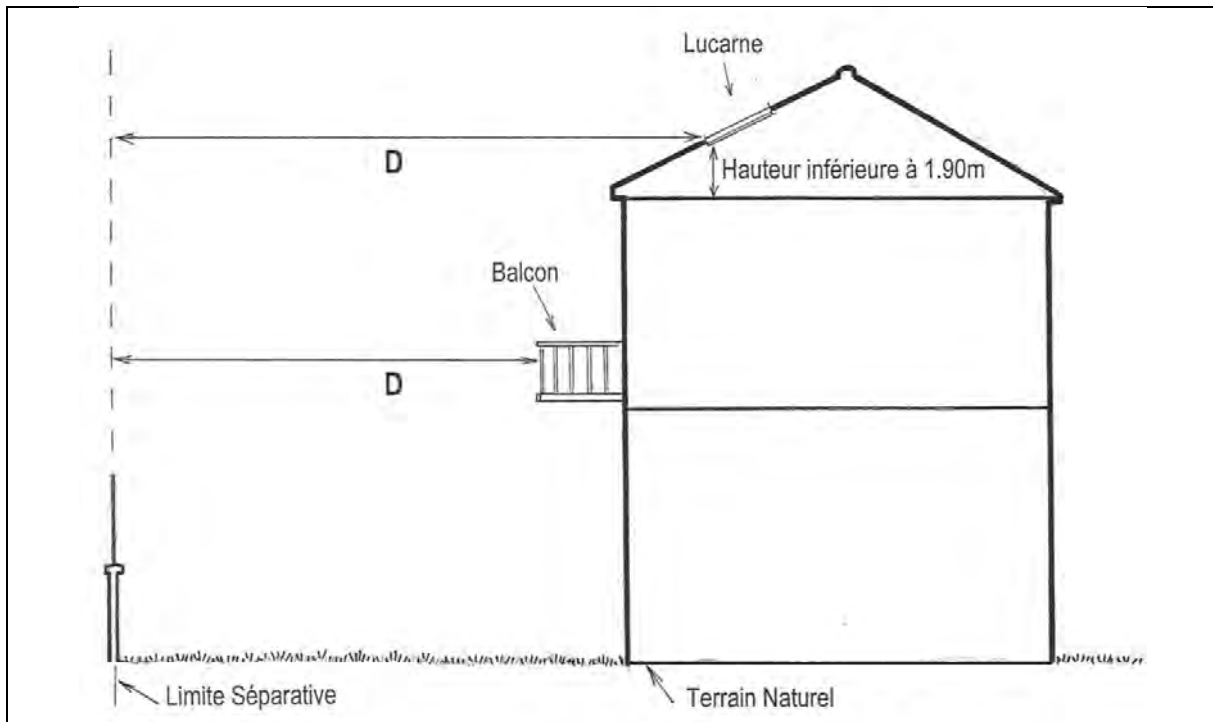 Lucarne
D
Hauteur inférieure à 1.90m
Balcon
D
Limite Séparative
Terrain Naturel